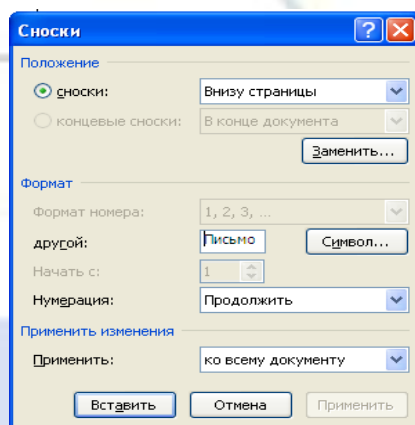 Сноски
Положение
сноски: Внизу страницы
концевые сноски: В конце документа
Заменить...
Формат
Формат номера: 1, 2, 3, ...
другой: Письмо Символ...
Начать с: 1
Нумерация: Продолжить
Применить изменения
Применить: ко всему документу
Вставить Отмена Применить